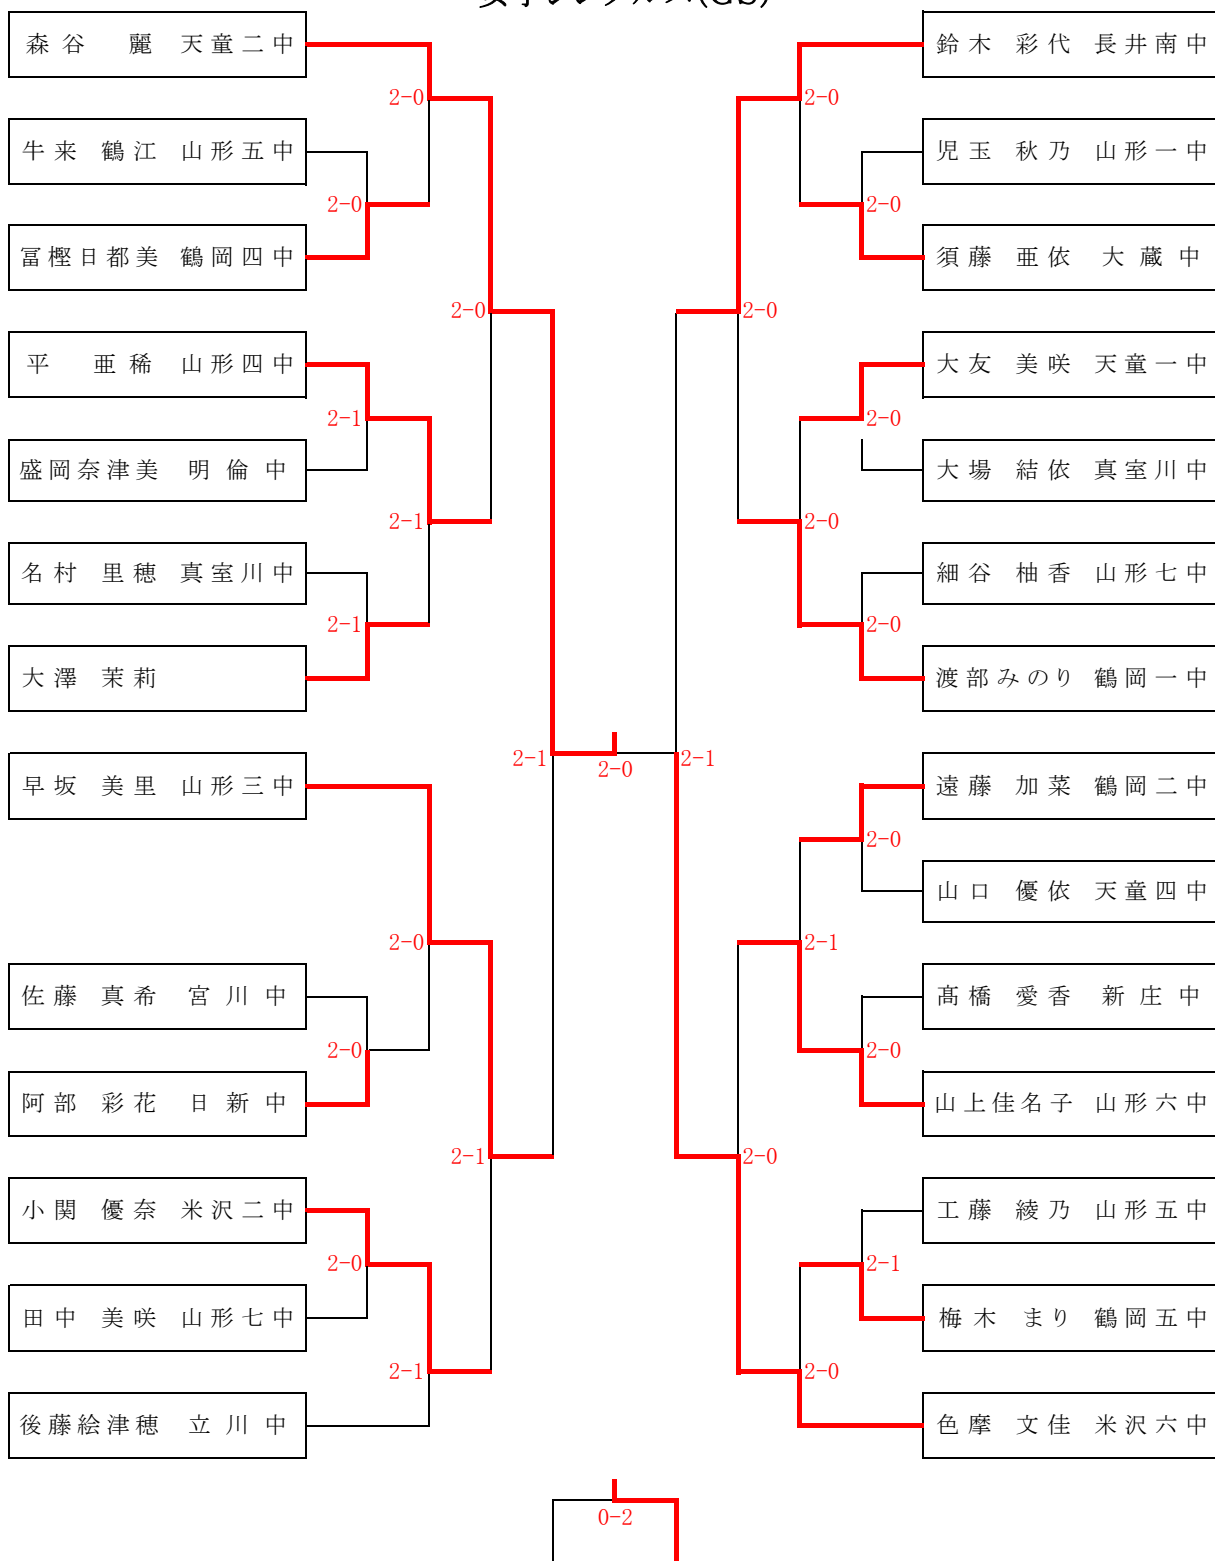 女子シングルス(GS)
森谷 麗 天童二中
牛来 鶴江 山形五中
冨樫日都美 鶴岡四中
平 亜稀 山形四中
盛岡奈津美 明倫中
名村 里穂 真室川中
大澤 茉莉
早坂 美里 山形三中
佐藤 真希 宮川中
阿部 彩花 日新中
小関 優奈 米沢二中
田中 美咲 山形七中
後藤絵津穂 立川中
2-0
2-0
2-0
2-1
2-1
2-1
2-1
2-0
2-0
2-0
2-1
2-0
2-1
2-1
2-0
2-0
2-0
2-0
2-0
2-0
2-0
2-1
2-0
2-0
2-1
2-0
0-2
鈴木 彩代 長井南中
児玉 秋乃 山形一中
須藤 亜依 大蔵中
大友 美咲 天童一中
大場 結依 真室川中
細谷 柚香 山形七中
渡部みのり 鶴岡一中
遠藤 加菜 鶴岡二中
山口 優依 天童四中
髙橋 愛香 新庄中
山上佳名子 山形六中
工藤 綾乃 山形五中
梅木 まり 鶴岡五中
色摩 文佳 米沢六中